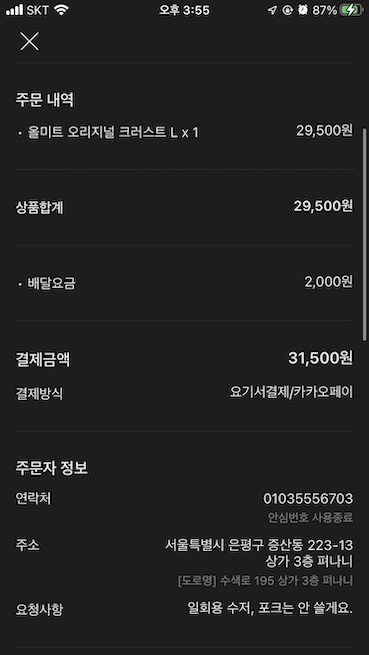 SKT 오후 3:55 87%
주문 내역
· 올미트 오리지널 크러스트 L x 1 29,500원
상품합계 29,500원
· 배달요금 2,000원
결제금액 31,500원
결제방식 요기서결제/카카오페이
주문자 정보
연락처 01035556703
안심번호 사용종료
주소 서울특별시 은평구 증산동 223-13
상가 3층 펴나니
[도로명] 수색로 195 상가 3층 펴나니
요청사항 일회용 수저, 포크는 안 쓸게요.